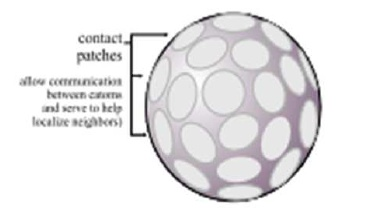 contact
patches
allow communication
between catoms
and serve to help
localize neighbors)